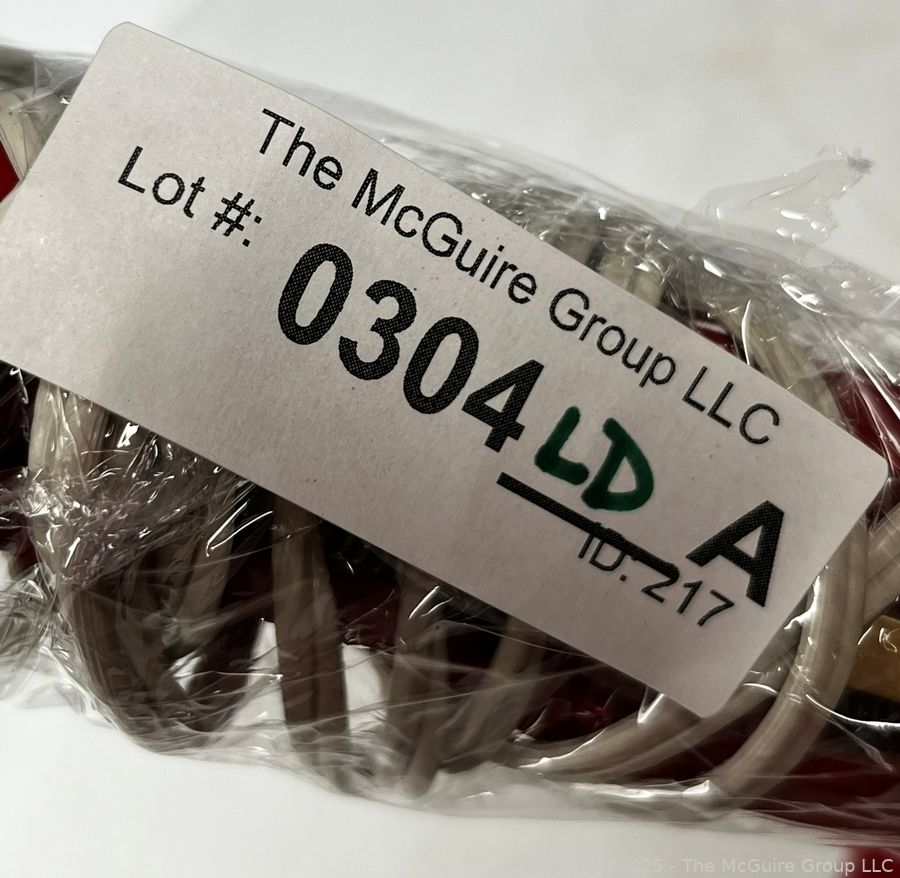 The McGuire Group LLC
Lot #:
0304 LD A
ID: 217
2025 - The McGuire Group LLC